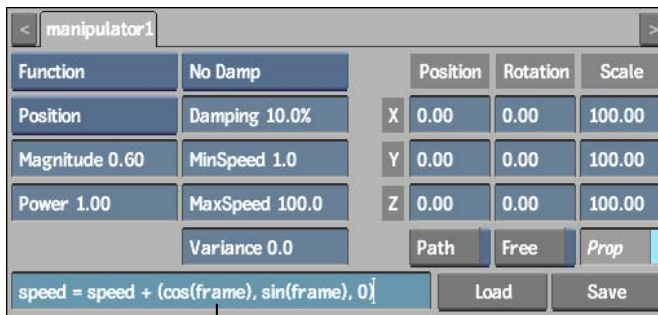 < manipulator1 >
Function No Damp Position Rotation Scale
Position Damping 10.0% X 0.00 0.00 100.00
Magnitude 0.60 MinSpeed 1.0 Y 0.00 0.00 100.00
Power 1.00 MaxSpeed 100.0 Z 0.00 0.00 100.00
Variance 0.0 Path Free Prop
speed = speed + (cos(frame), sin(frame), 0) Load Save